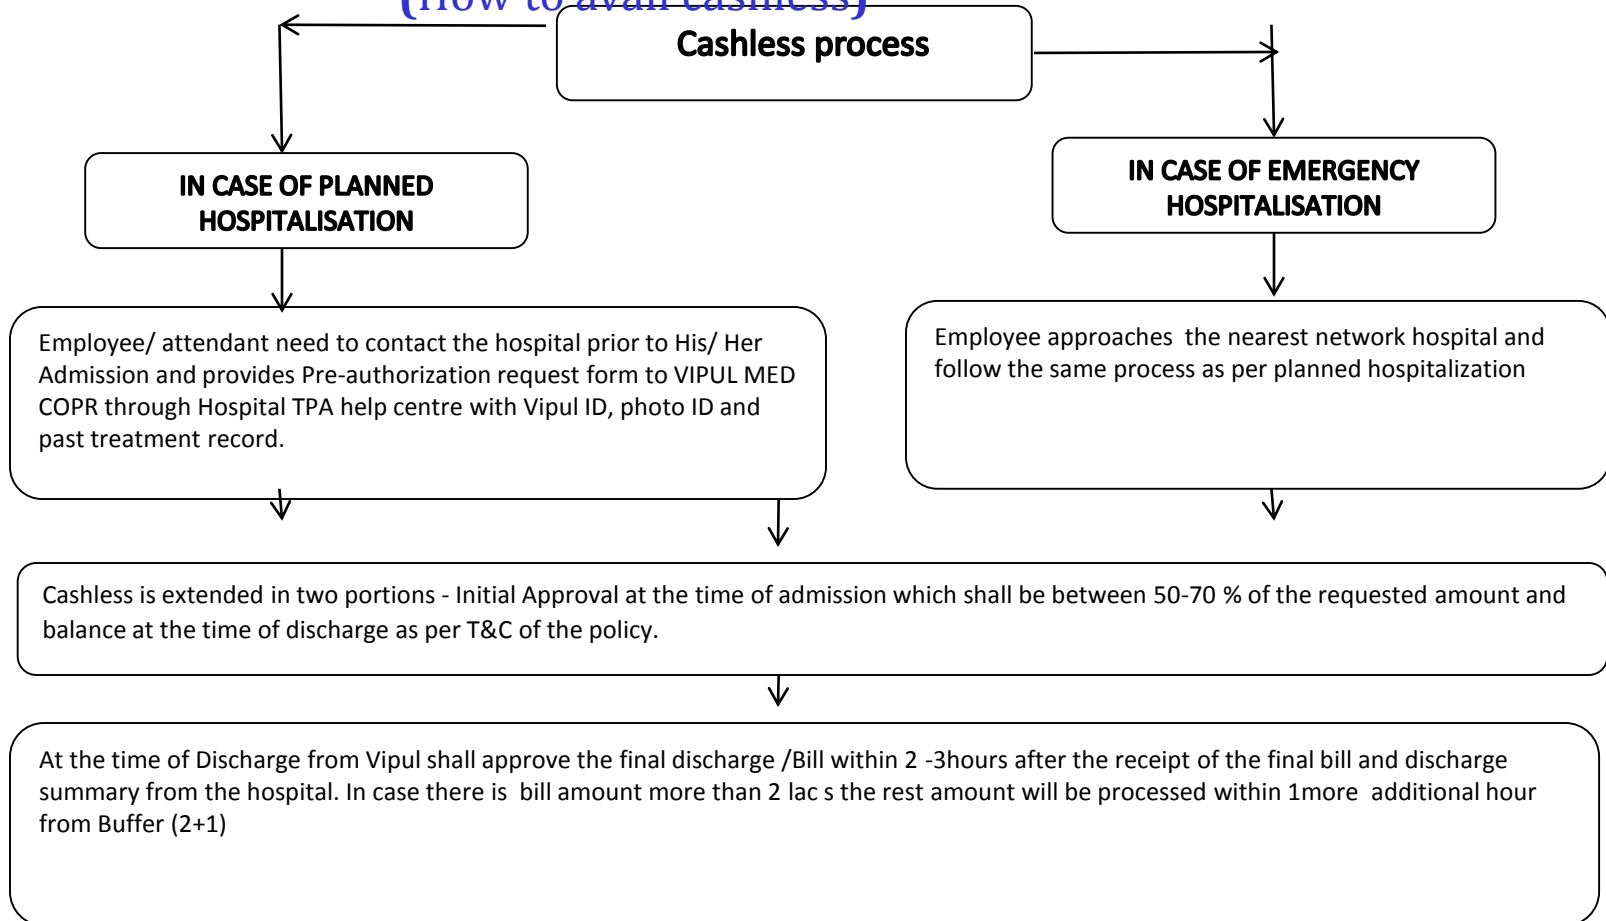 (How to avail cashless)
Cashless process
IN CASE OF PLANNED
HOSPITALISATION
IN CASE OF EMERGENCY
HOSPITALISATION
Employee/ attendant need to contact the hospital prior to His/ Her
Admission and provides Pre-authorization request form to VIPUL MED
COPR through Hospital TPA help centre with Vipul ID, photo ID and
past treatment record.
Employee approaches the nearest network hospital and
follow the same process as per planned hospitalization
Cashless is extended in two portions - Initial Approval at the time of admission which shall be between 50-70 % of the requested amount and
balance at the time of discharge as per T&C of the policy.
At the time of Discharge from Vipul shall approve the final discharge /Bill within 2 -3hours after the receipt of the final bill and discharge
summary from the hospital. In case there is bill amount more than 2 lac s the rest amount will be processed within 1more additional hour
from Buffer (2+1)